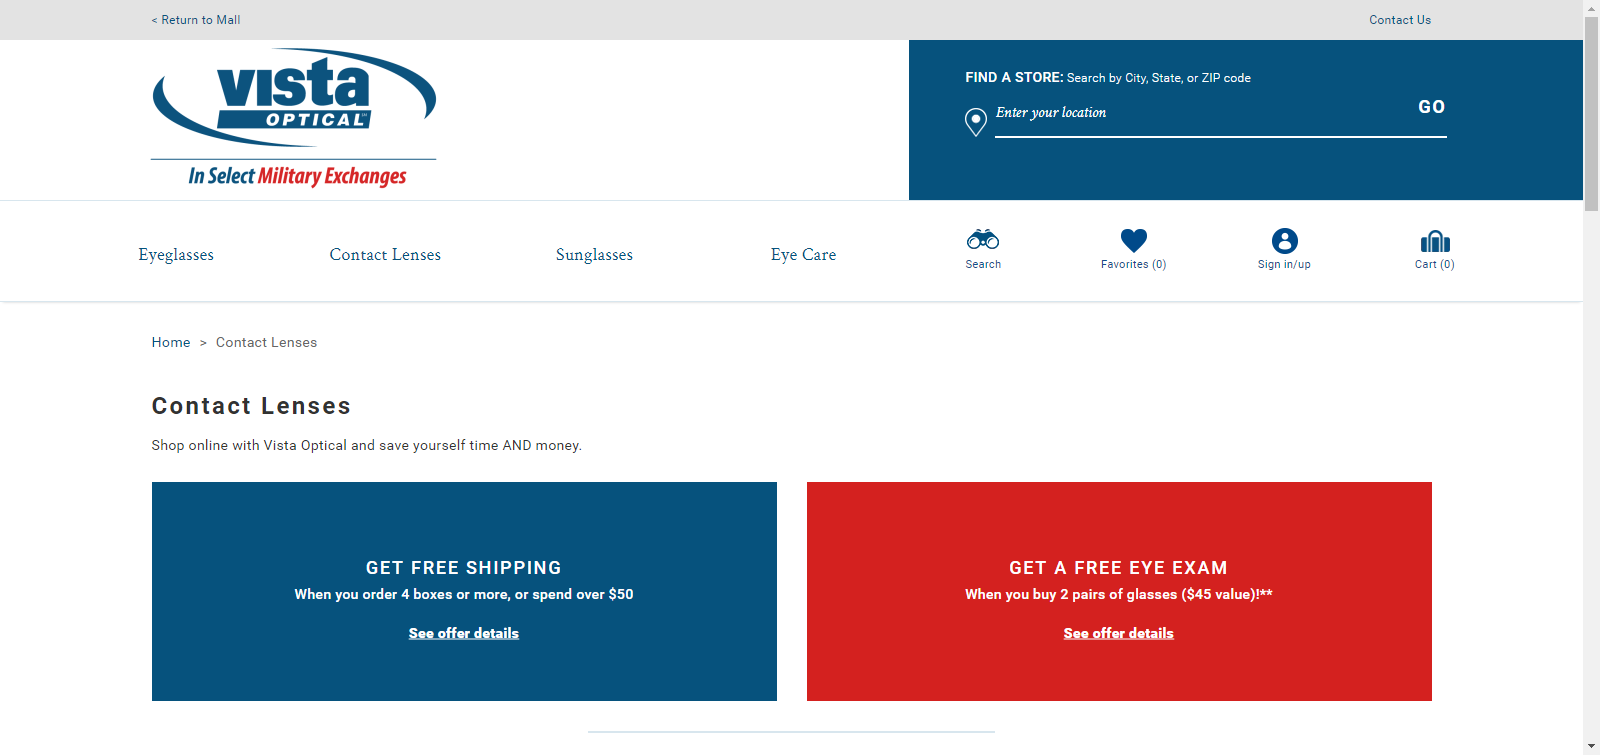 < Return to Mall
Contact Us
vista
OPTICAL
In Select Military Exchanges
FIND A STORE: Search by City, State, or ZIP code
Enter your location
GO
Eyeglasses
Contact Lenses
Sunglasses
Eye Care
Search
Favorites (0)
Sign in/up
Cart (0)
Home > Contact Lenses
Contact Lenses
Shop online with Vista Optical and save yourself time AND money.
GET FREE SHIPPING
When you order 4 boxes or more, or spend over $50
See offer details
GET A FREE EYE EXAM
When you buy 2 pairs of glasses ($45 value)!**
See offer details